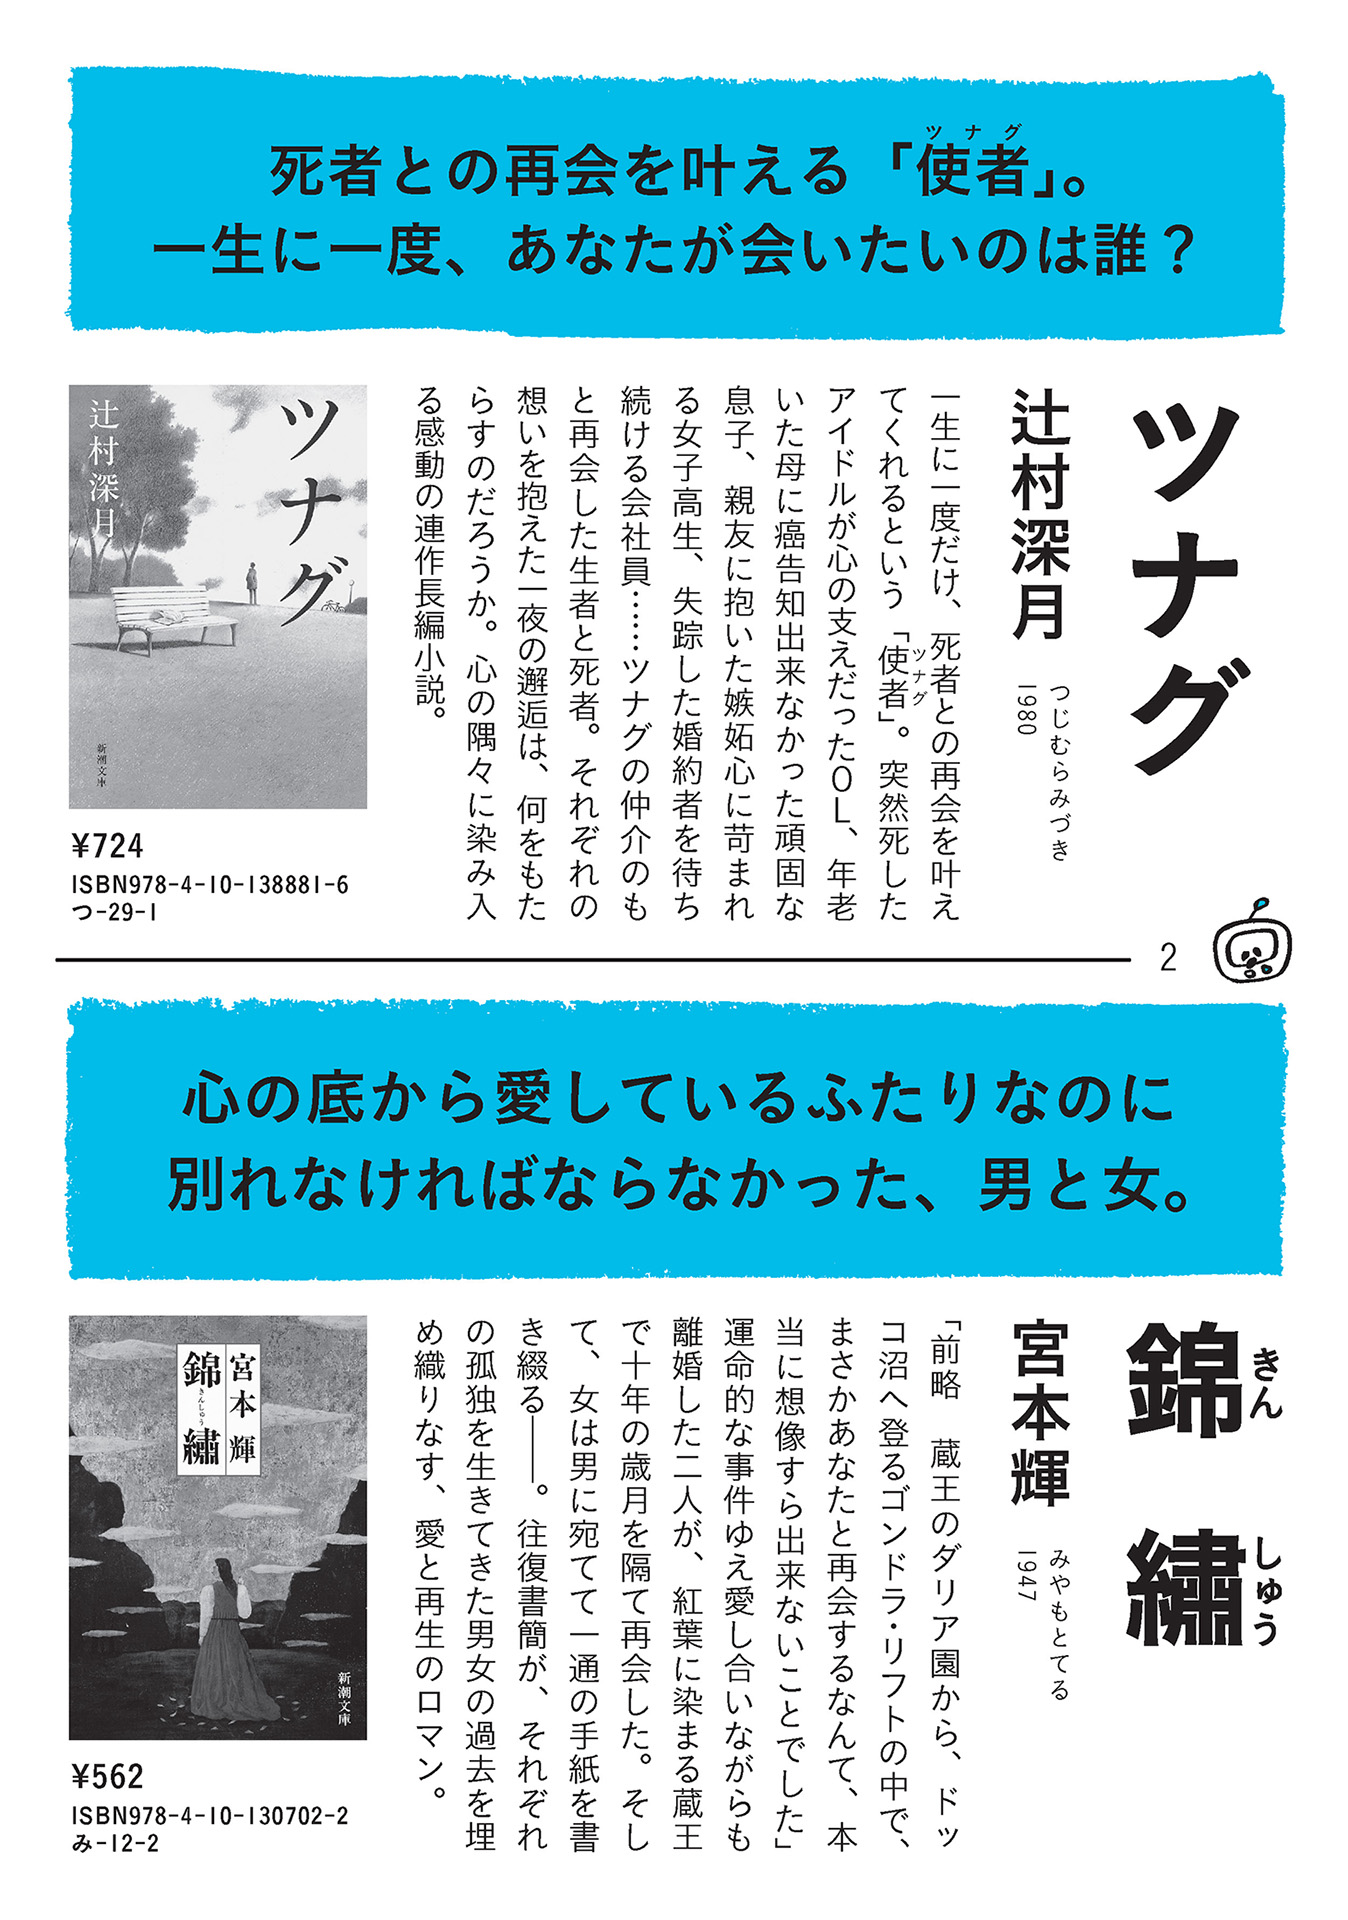 死者との再会を叶える「使者」。
ツナグ
一生に一度、あなたが会いたいのは誰？
ツナグ
辻村深月
つじむらみづき
1980
一生に一度だけ、死者との再会を叶え
てくれるという「使者」。突然死した
ツナグ
アイドルが心の支えだったOL、年老
いた母に癌告知出来なかった頑固な
息子、親友に抱いた嫉妬心に苛まれ
る女子高生、失踪した婚約者を待ち
続ける会社員……ツナグの仲介のも
と再会した生者と死者。それぞれの
想いを抱えた一夜の邂逅は、何をもた
らすのだろうか。心の隅々に染み入
る感動の連作長編小説。
ツナグ
辻村深月
新潮文庫
¥724
ISBN978-4-10-138881-6
つ-29-1
2
心の底から愛しているふたりなのに
別れなければならなかった、男と女。
錦繡
きんしゅう
宮本輝
みやもとてる
1947
「前略　蔵王のダリア園から、ドッ
コ沼へ登るゴンドラ・リフトの中で、
まさかあなたと再会するなんて、本
当に想像すら出来ないことでした」
運命的な事件ゆえ愛し合いながらも
離婚した二人が、紅葉に染まる蔵王
で十年の歳月を隔て再会した。そし
て、女は男に宛てて一通の手紙を書
き綴る――。往復書簡が、それぞれ
の孤独を生きてきた男女の過去を埋
め織りなす、愛と再生のロマン。
宮本輝
錦繡
きんしゅう
新潮文庫
¥562
ISBN978-4-10-130702-2
み-12-2